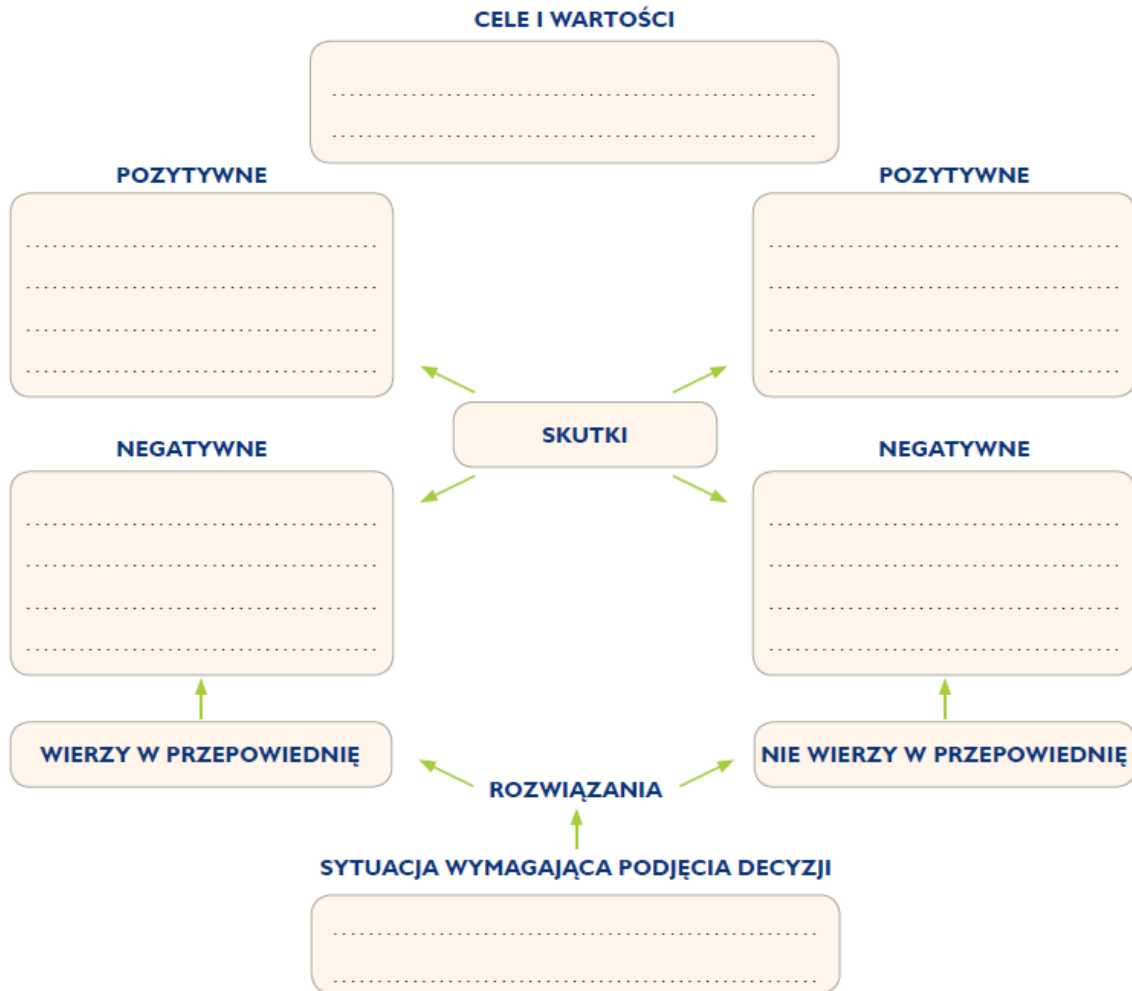 CELE I WARTOŚCI
POZYTYWNE
POZYTYWNE
SKUTKI
NEGATYWNE
NEGATYWNE
WIERZY W PRZEPOWIEDNIĘ
NIE WIERZY W PRZEPOWIEDNIĘ
ROZWIĄZANIA
SYTUACJA WYMAGAJĄCA PODJĘCIA DECYZJI